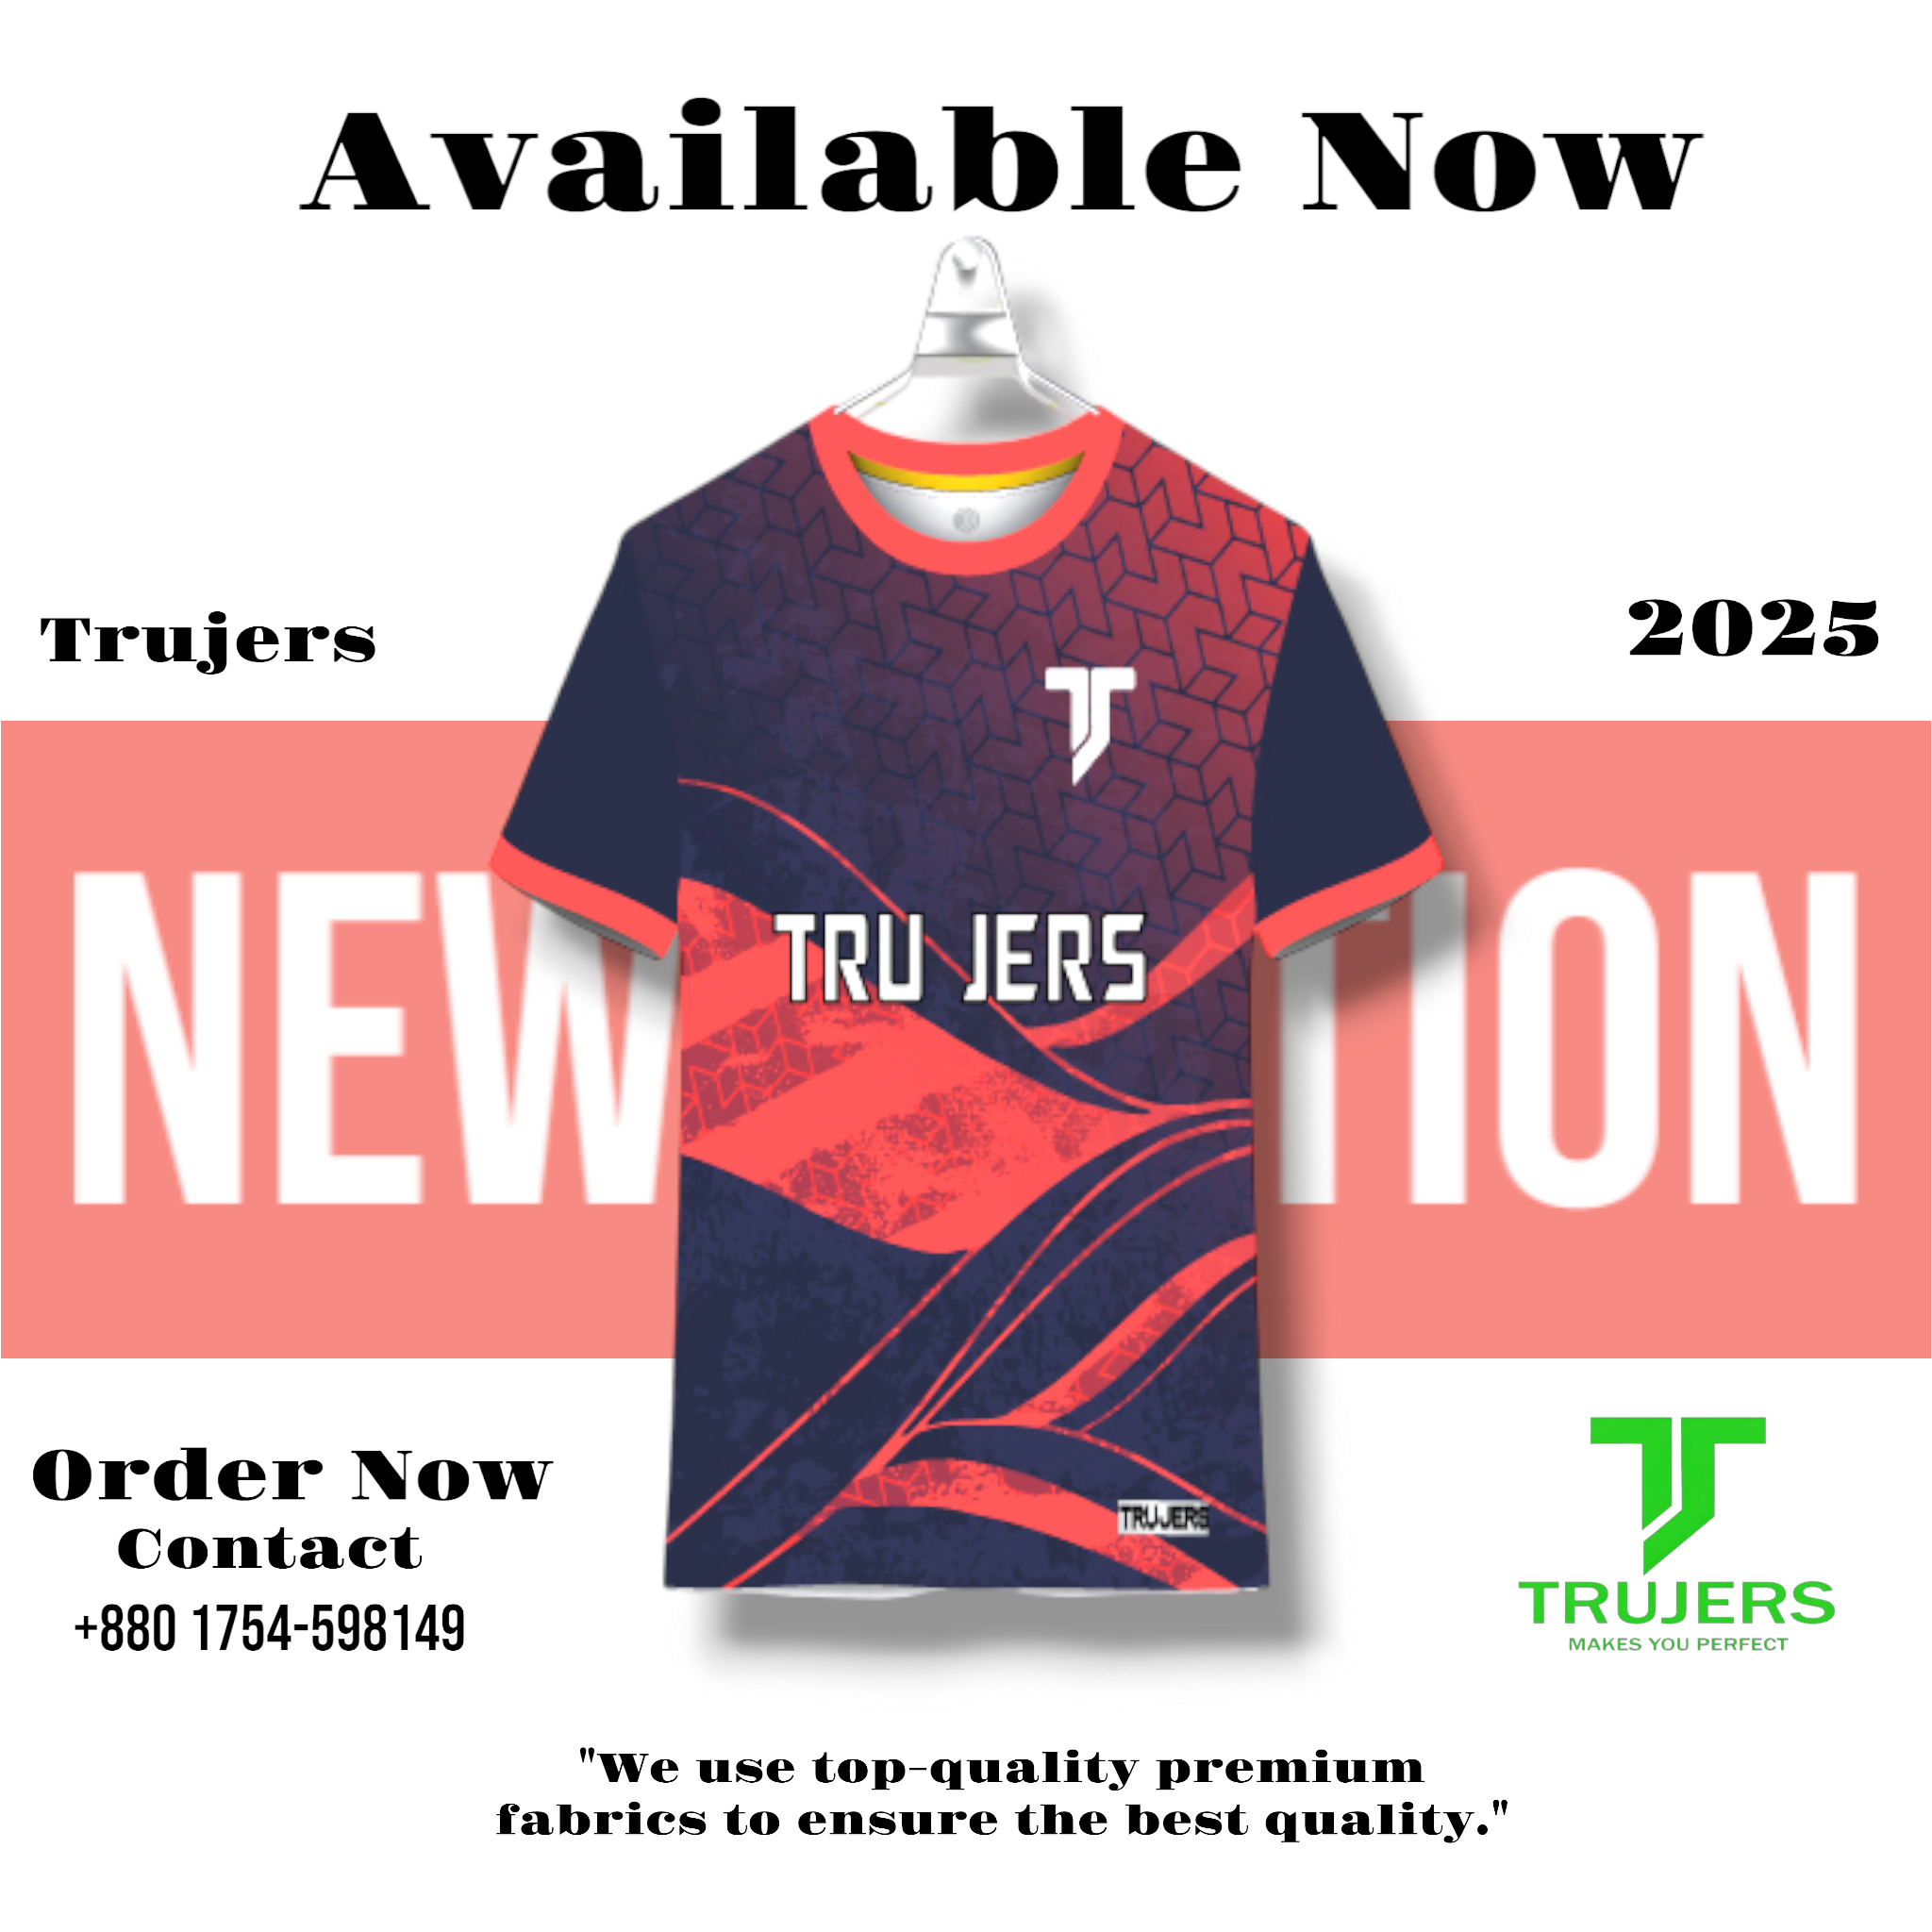 Available Now
Trujers
2025
NEW TION
TRU JERS
TRUJERS
Order Now
Contact
+880 1754-598149
TRUJERS
MAKES YOU PERFECT
"We use top-quality premium
fabrics to ensure the best quality."